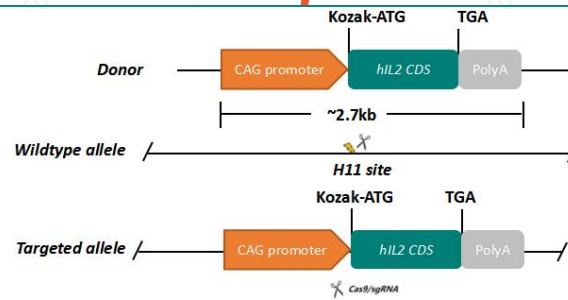 Kozak-ATG TGA
Donor CAG promoter hIL2 CDS PolyA
~2.7kb
Wildtype allele
H11 site
Kozak-ATG TGA
Targeted allele CAG promoter hIL2 CDS PolyA
Cas9/sgRNA